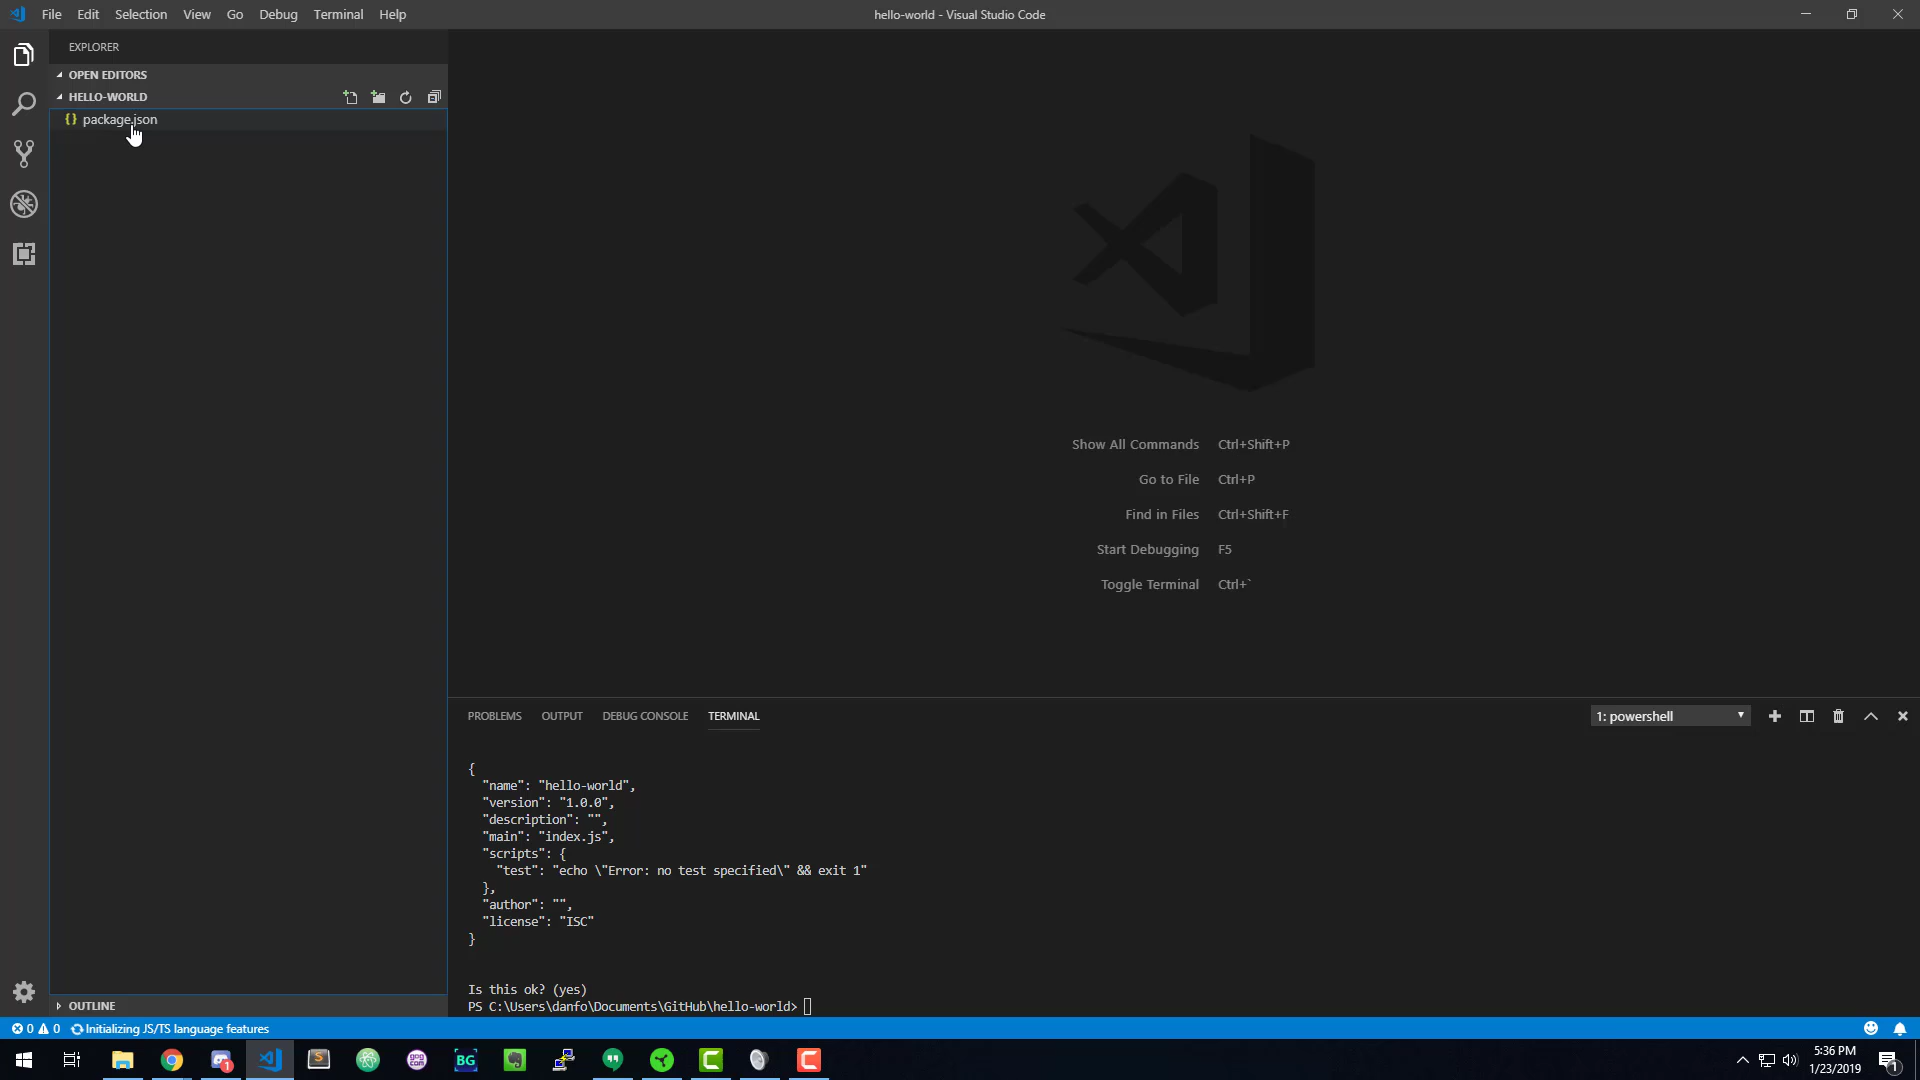 File Edit Selection View Go Debug Terminal Help
hello-world - Visual Studio Code
EXPLORER
OPEN EDITORS
HELLO-WORLD
{} package.json
Show All Commands Ctrl+Shift+P
Go to File Ctrl+P
Find in Files Ctrl+Shift+F
Start Debugging F5
Toggle Terminal Ctrl+`
PROBLEMS OUTPUT DEBUG CONSOLE TERMINAL
1: powershell
{
"name": "hello-world",
"version": "1.0.0",
"description": "",
"main": "index.js",
"scripts": {
"test": "echo \"Error: no test specified\" && exit 1"
},
"author": "",
"license": "ISC"
}
Is this ok? (yes)
PS C:\Users\danfo\Documents\GitHub\hello-world>
OUTLINE
0 0 Initializing JS/TS language features
1
S
gog
com
BG
5:36 PM
1/23/2019
1